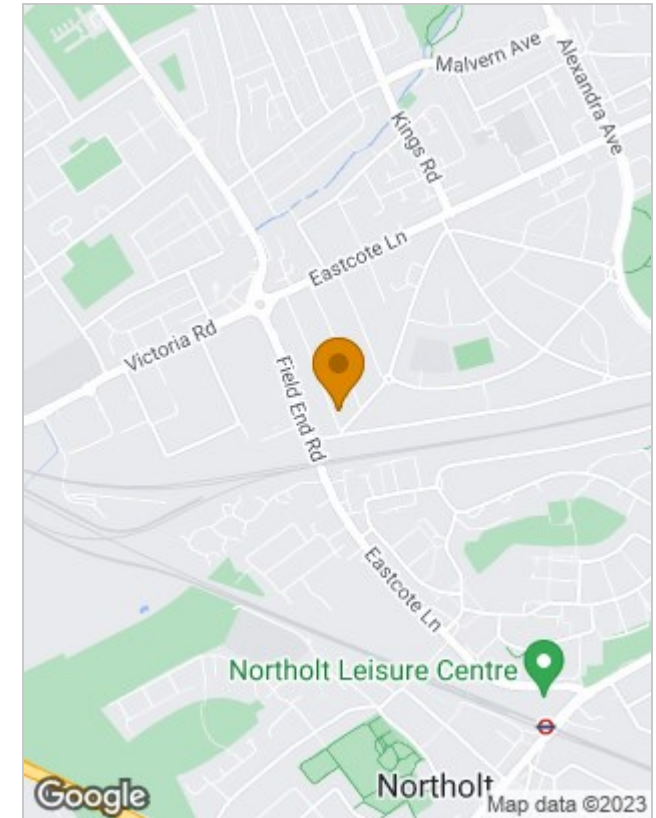 Malvern Ave
Alexandra Ave
Kings Rd
Eastcote Ln
Victoria Rd
Field End Rd
Eastcote Ln
Northolt Leisure Centre
Northolt
Google
Map data ©2023